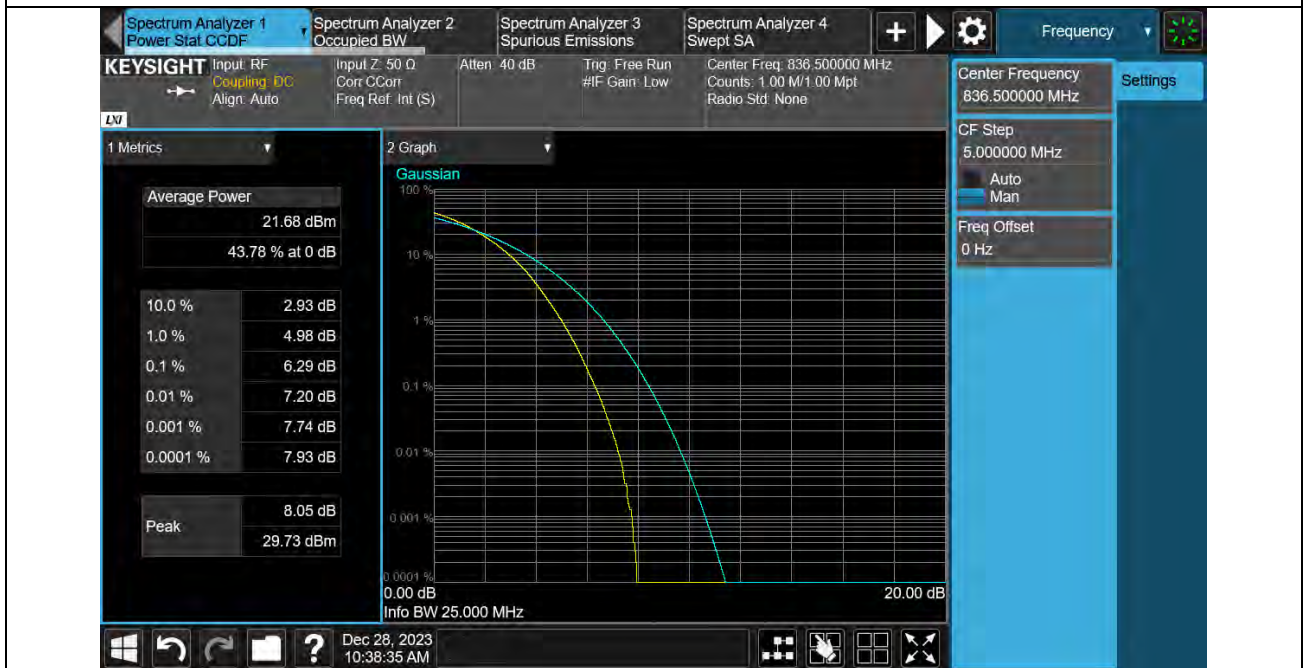 Spectrum Analyzer 1
Power Stat CCDF
Spectrum Analyzer 2
Occupied BW
Spectrum Analyzer 3
Spurious Emissions
Spectrum Analyzer 4
Swept SA
+
Frequency
KEYSIGHT
Input: RF
Coupling: DC
Align: Auto
Input Z: 50 Ω
Corr CCorr
Freq Ref: Int (S)
Atten: 40 dB
Trig: Free Run
#IF Gain: Low
Center Freq: 836.500000 MHz
Counts: 1.00 M/1.00 Mpt
Radio Std: None
LXI
Center Frequency
836.500000 MHz
Settings
CF Step
5.000000 MHz
Auto
Man
Freq Offset
0 Hz
1 Metrics
Average Power
21.68 dBm
43.78 % at 0 dB
10.0 % 2.93 dB
1.0 % 4.98 dB
0.1 % 6.29 dB
0.01 % 7.20 dB
0.001 % 7.74 dB
0.0001 % 7.93 dB
Peak
8.05 dB
29.73 dBm
2 Graph
Gaussian
100 %
10 %
1 %
0.1 %
0.01 %
0.001 %
0.0001 %
0.00 dB 20.00 dB
Info BW 25.000 MHz
?
Dec 28, 2023
10:38:35 AM